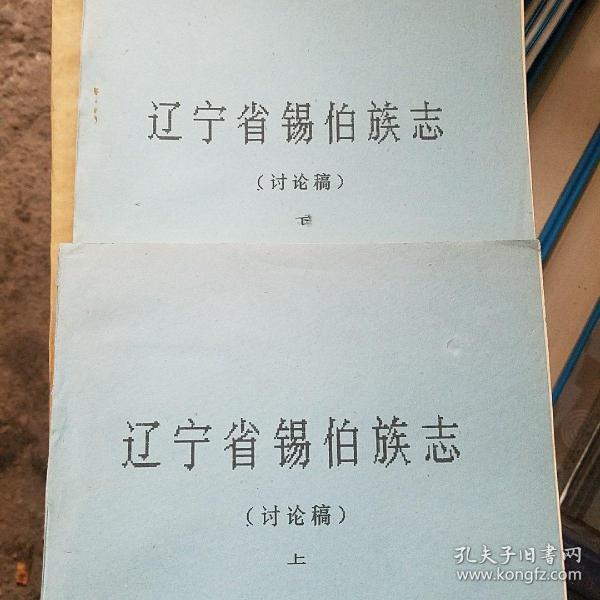 辽宁省锡伯族志
（讨论稿）
下
辽宁省锡伯族志
（讨论稿）
上
孔夫子旧书网
www.kongfz.com